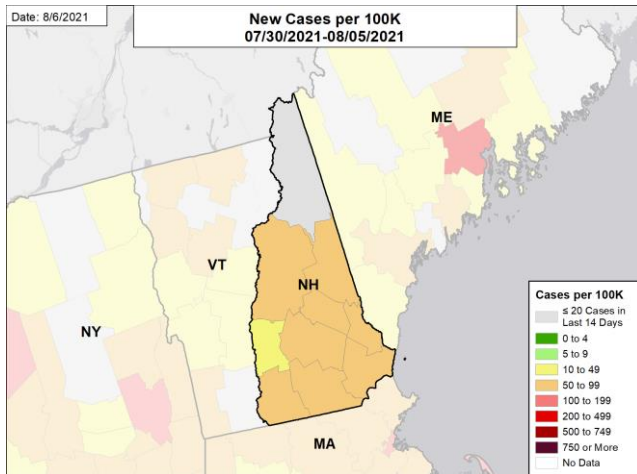 Date: 8/6/2021
New Cases per 100K
07/30/2021-08/05/2021
ME
VT
NH
NY
MA
Cases per 100K
≤ 20 Cases in
Last 14 Days
0 to 4
5 to 9
10 to 49
50 to 99
100 to 199
200 to 499
500 to 749
750 or More
No Data